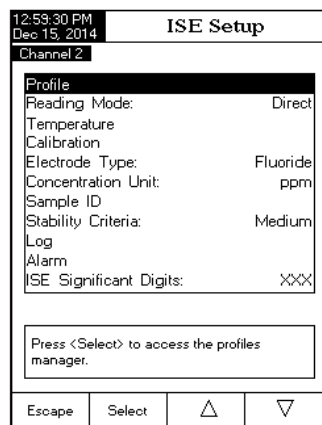 12:59:30 PM
Dec 15, 2014
ISE Setup
Channel 2
Profile
Reading Mode: Direct
Temperature
Calibration
Electrode Type: Fluoride
Concentration Unit: ppm
Sample ID
Stability Criteria: Medium
Log
Alarm
ISE Significant Digits: XXX
Press <Select> to access the profiles
manager.
Escape Select △ ▽